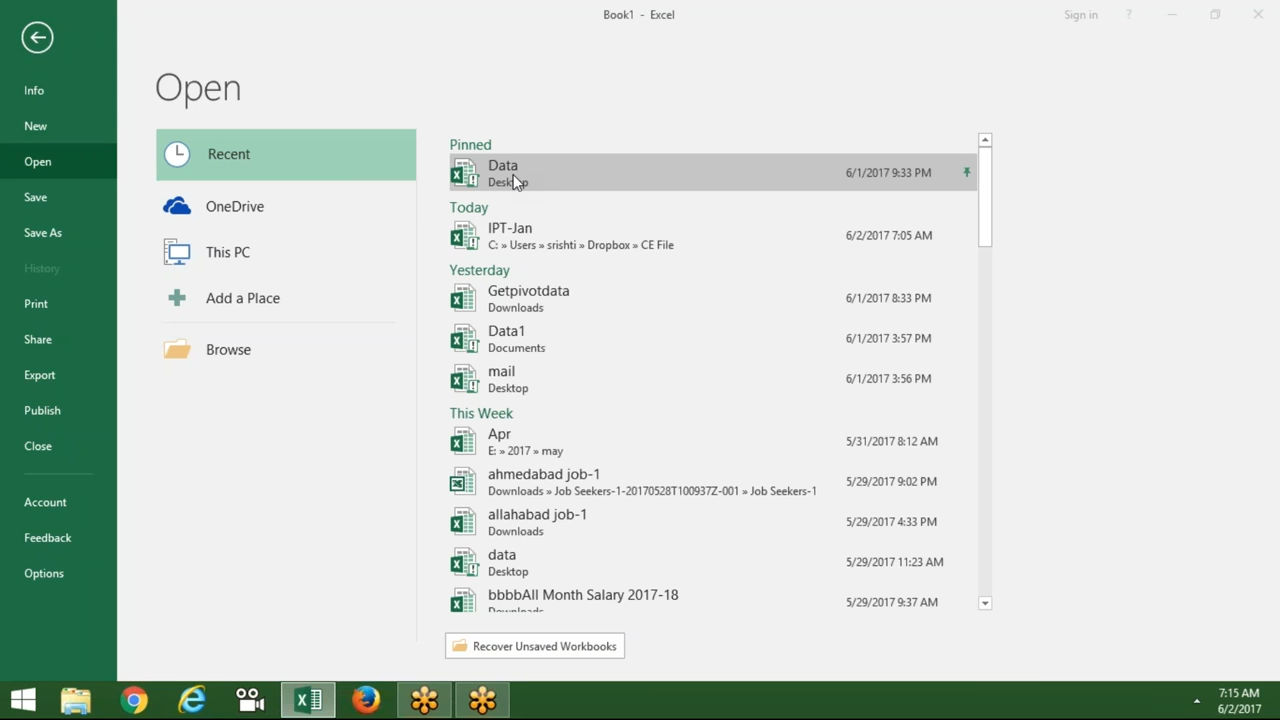 Book1 - Excel
Sign in
?
Info
New
Open
Save
Save As
History
Print
Share
Export
Publish
Close
Account
Feedback
Options
Open
Recent
OneDrive
This PC
Add a Place
Browse
Pinned
Data 6/1/2017 9:33 PM
Desktop
Today
IPT-Jan 6/2/2017 7:05 AM
C: » Users » srishti » Dropbox » CE File
Yesterday
Getpivotdata 6/1/2017 8:33 PM
Downloads
Data1 6/1/2017 3:57 PM
Documents
mail 6/1/2017 3:56 PM
Desktop
This Week
Apr 5/31/2017 8:12 AM
E: » 2017 » may
ahmedabad job-1 5/29/2017 9:02 PM
Downloads » Job Seekers-1-20170528T100937Z-001 » Job Seekers-1
allahabad job-1 5/29/2017 4:33 PM
Downloads
data 5/29/2017 11:23 AM
Desktop
bbbbAll Month Salary 2017-18 5/29/2017 9:37 AM
Downloads
Recover Unsaved Workbooks
7:15 AM
6/2/2017